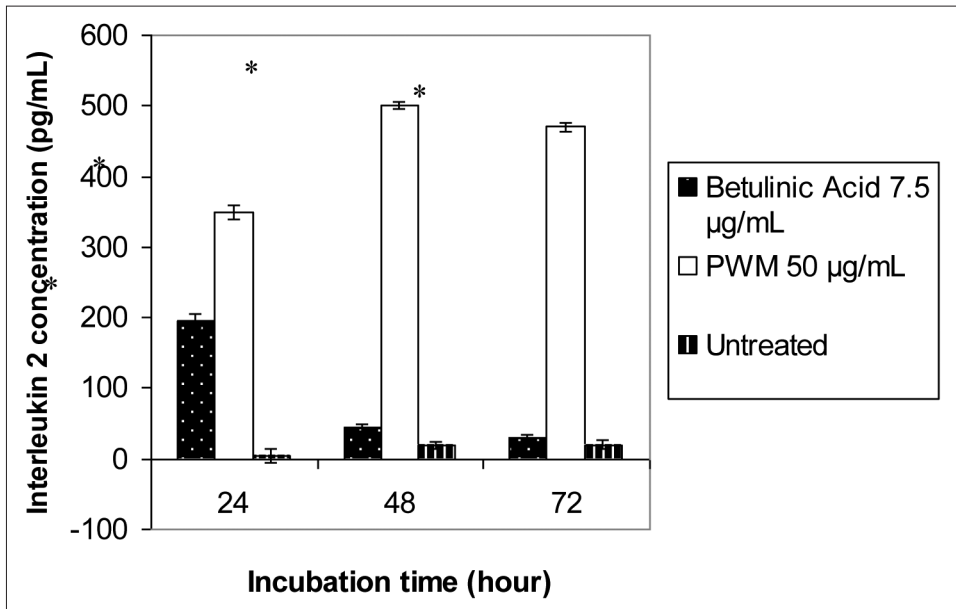 Interleukin 2 concentration (pg/mL)
600
500
400
300
200
100
0
-100
*
*
*
*
24
48
72
Incubation time (hour)
Betulinic Acid 7.5
µg/mL
PWM 50 µg/mL
Untreated